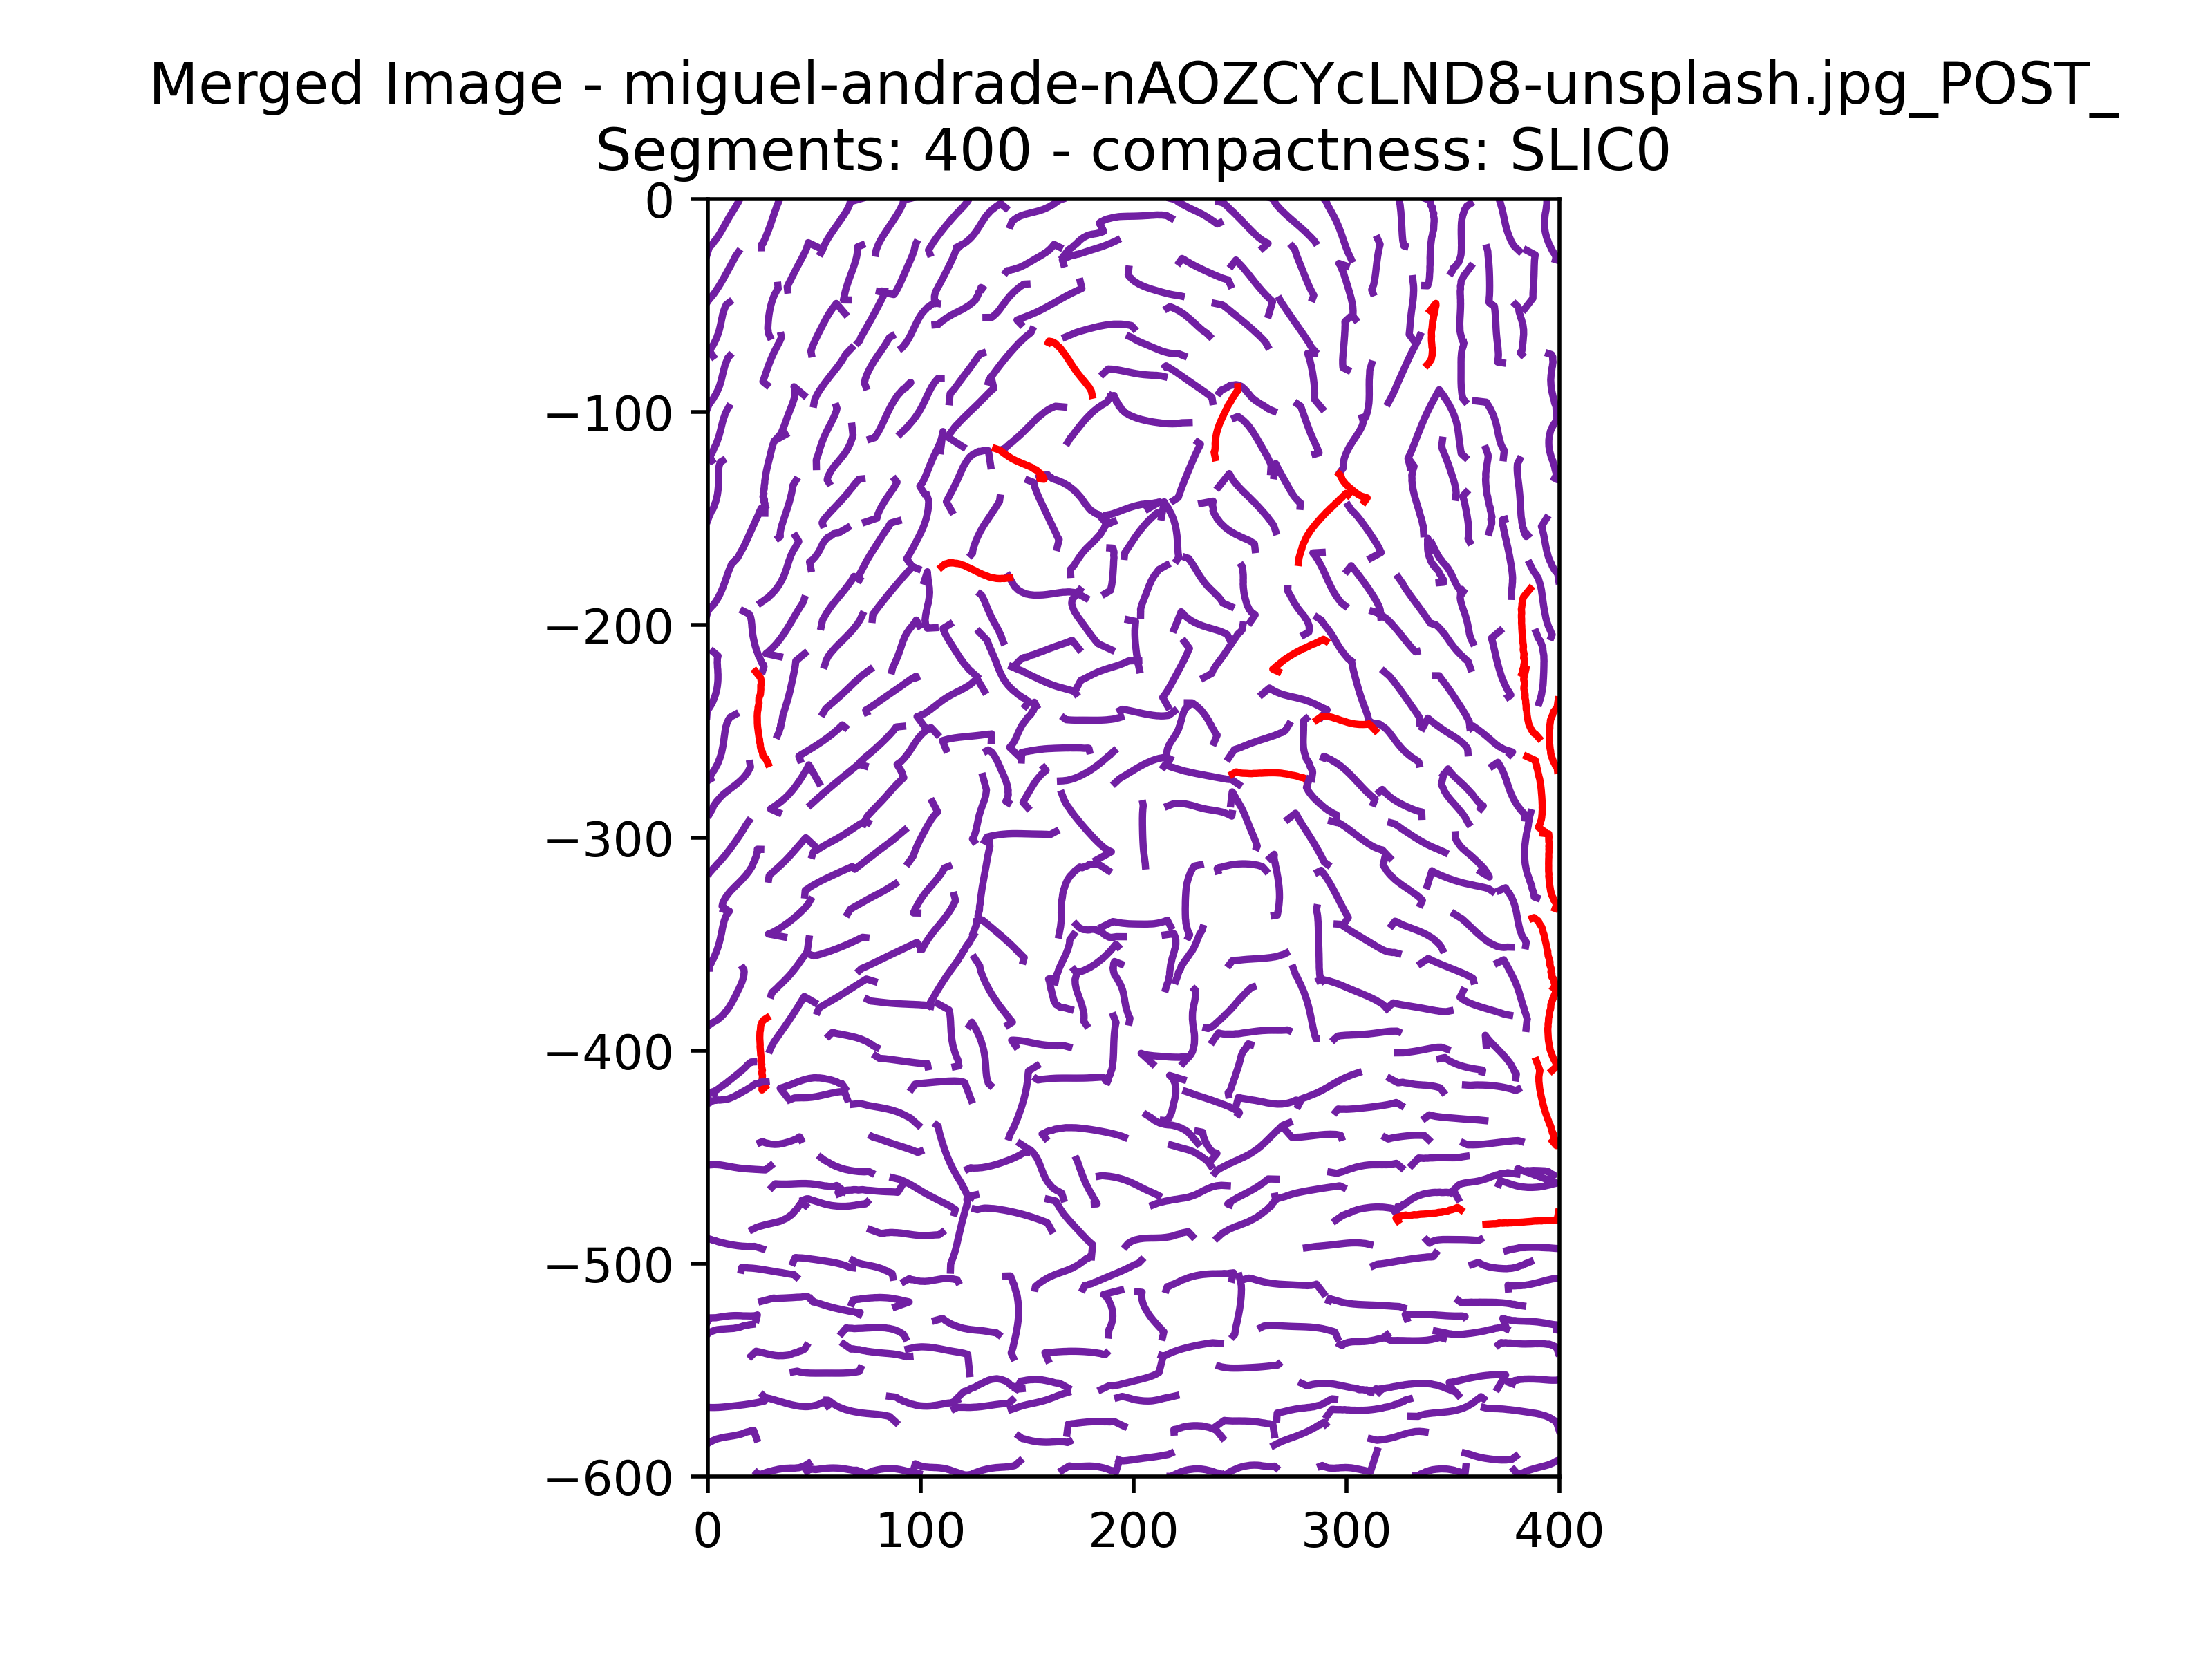 Merged Image - miguel-andrade-nAOZCYcLND8-unsplash.jpg_POST_
Segments: 400 - compactness: SLIC0
0
−100
−200
−300
−400
−500
−600
0 100 200 300 400